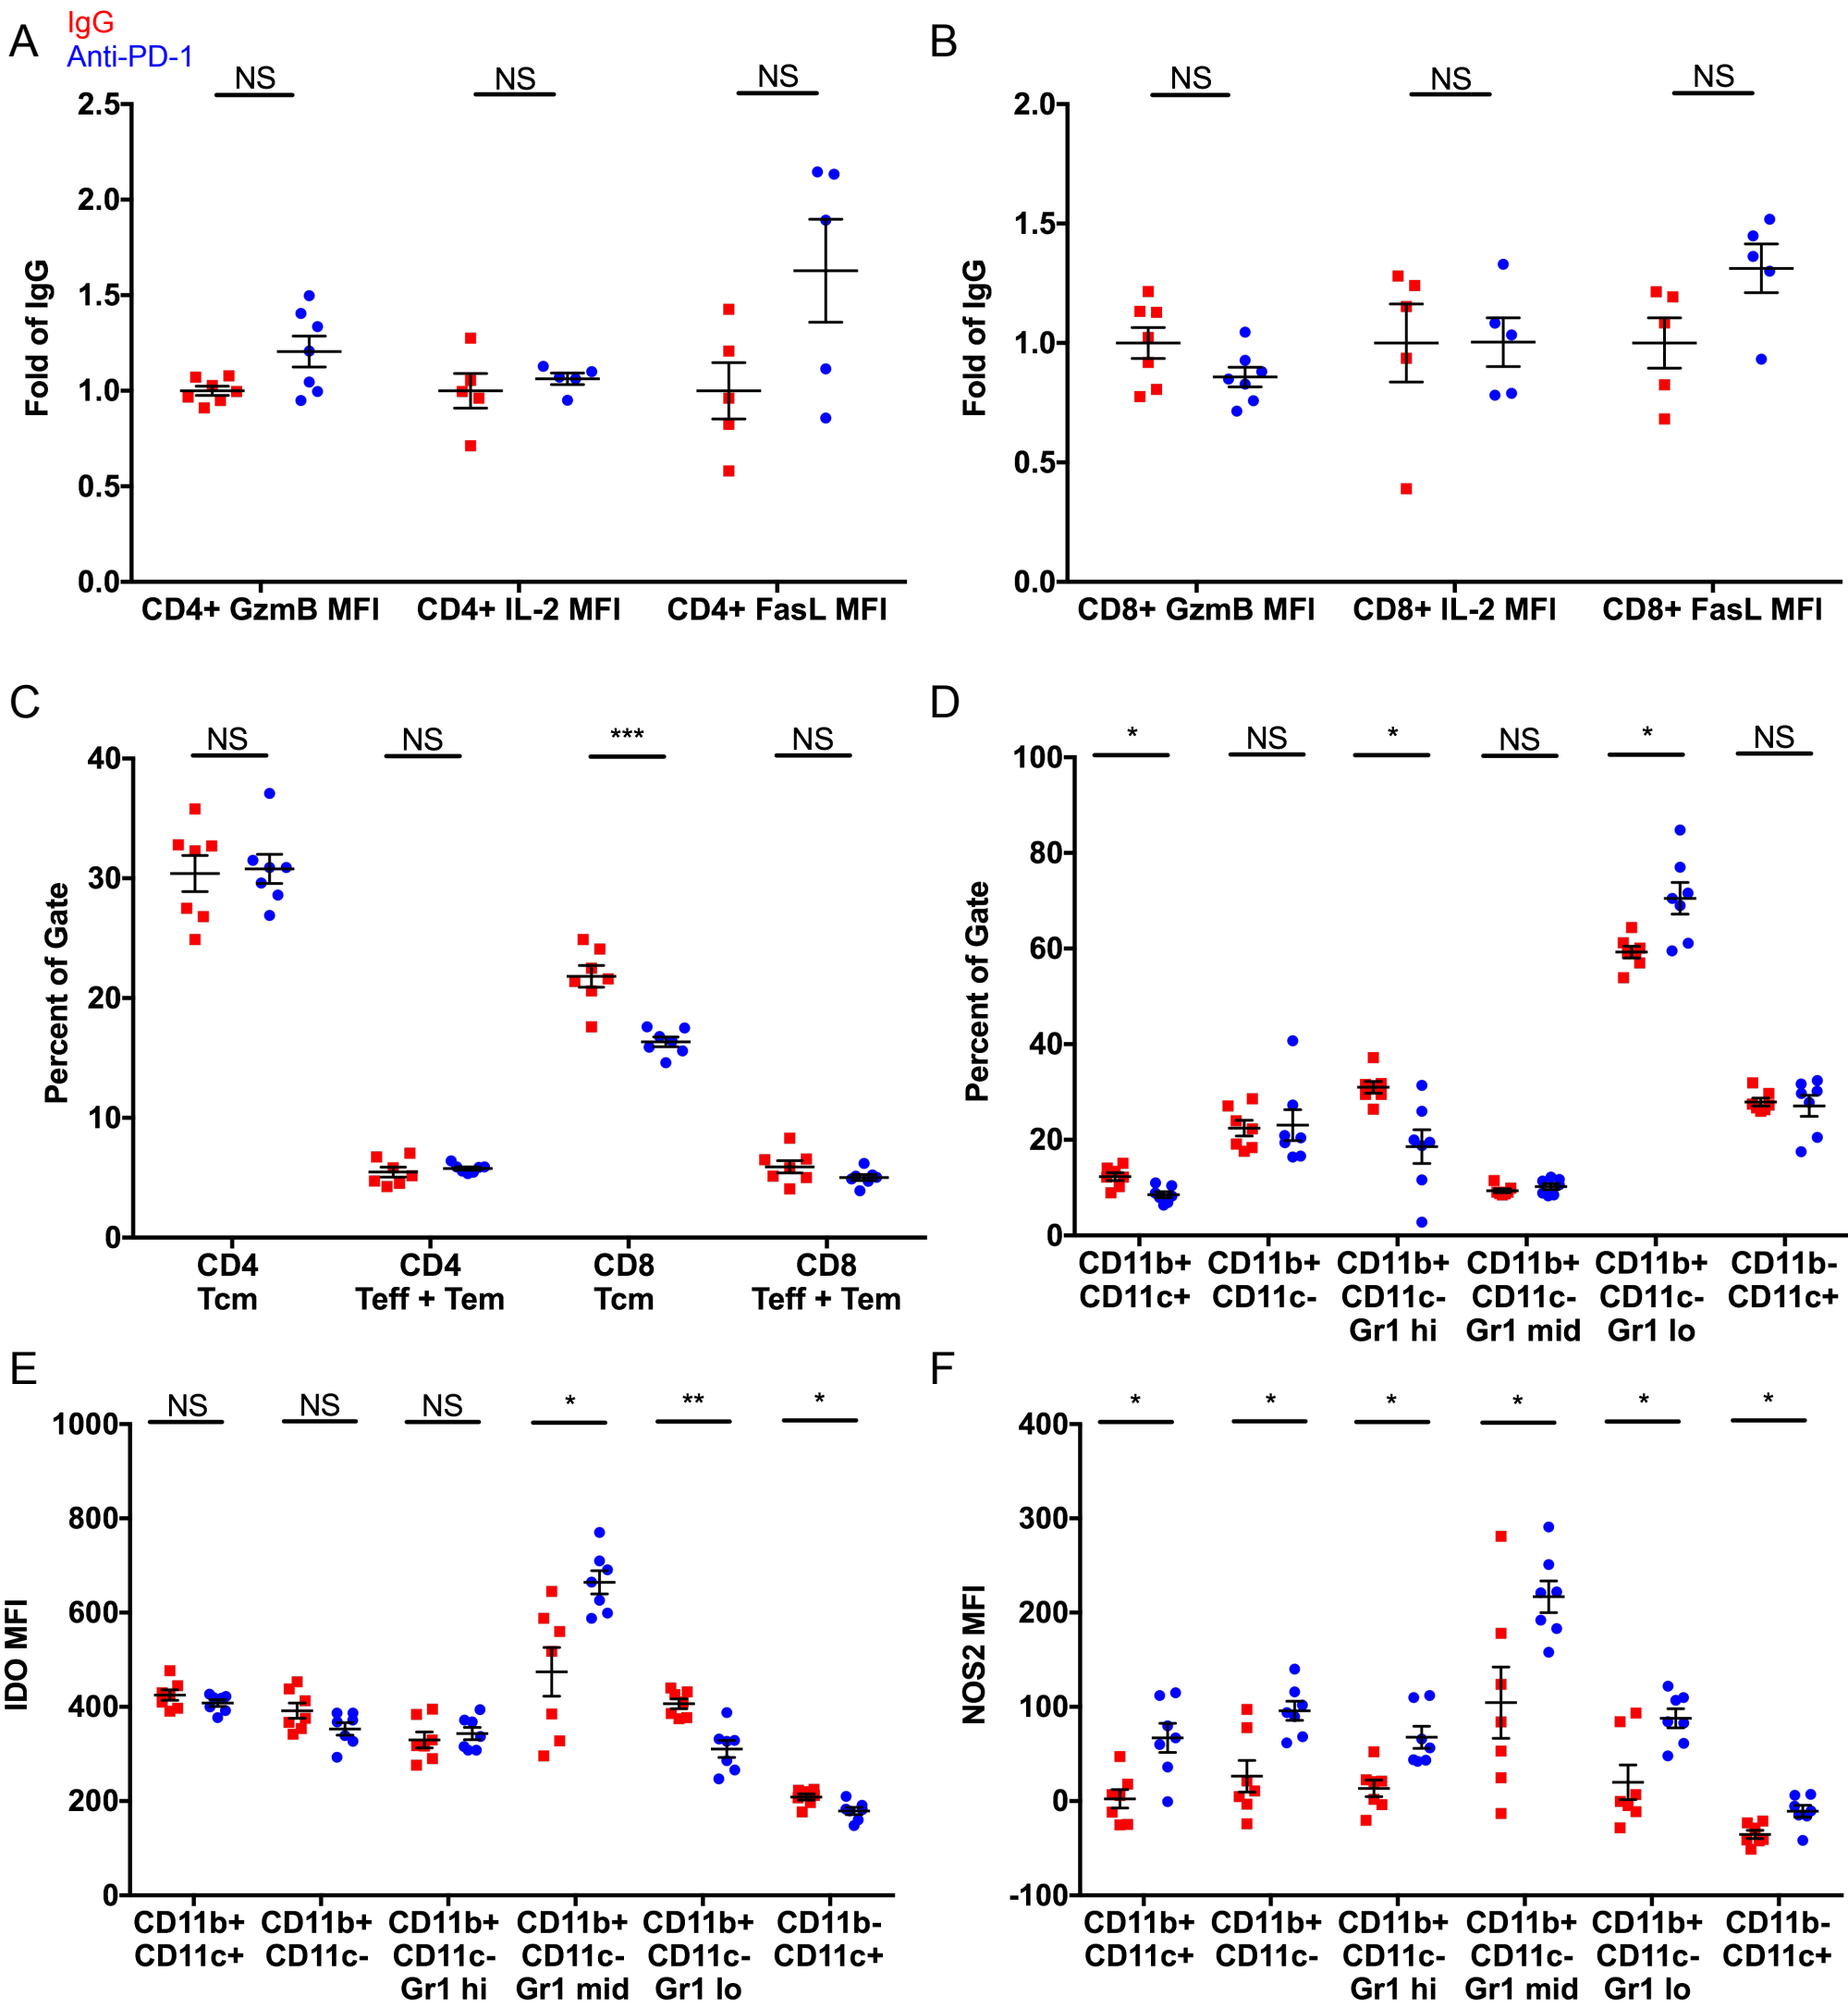 A
IgG
Anti-PD-1
NS NS NS
2.5
2.0
1.5
1.0
0.5
0.0
Fold of IgG
CD4+ GzmB MFI CD4+ IL-2 MFI CD4+ FasL MFI
B
NS NS NS
2.0
1.5
1.0
0.5
0.0
Fold of IgG
CD8+ GzmB MFI CD8+ IL-2 MFI CD8+ FasL MFI
C
NS NS *** NS
40
30
20
10
0
Percent of Gate
CD4 CD4 CD8 CD8
Tcm Teff + Tem Tcm Teff + Tem
D
* NS * NS * NS
100
80
60
40
20
0
Percent of Gate
CD11b+ CD11b+ CD11b+ CD11b+ CD11b+ CD11b-
CD11c+ CD11c- CD11c- CD11c- CD11c- CD11c+
Gr1 hi Gr1 mid Gr1 lo
E
NS NS NS * ** *
1000
800
600
400
200
0
IDO MFI
CD11b+ CD11b+ CD11b+ CD11b+ CD11b+ CD11b-
CD11c+ CD11c- CD11c- CD11c- CD11c- CD11c+
Gr1 hi Gr1 mid Gr1 lo
F
* * * * * *
400
300
200
100
0
-100
NOS2 MFI
CD11b+ CD11b+ CD11b+ CD11b+ CD11b+ CD11b-
CD11c+ CD11c- CD11c- CD11c- CD11c- CD11c+
Gr1 hi Gr1 mid Gr1 lo